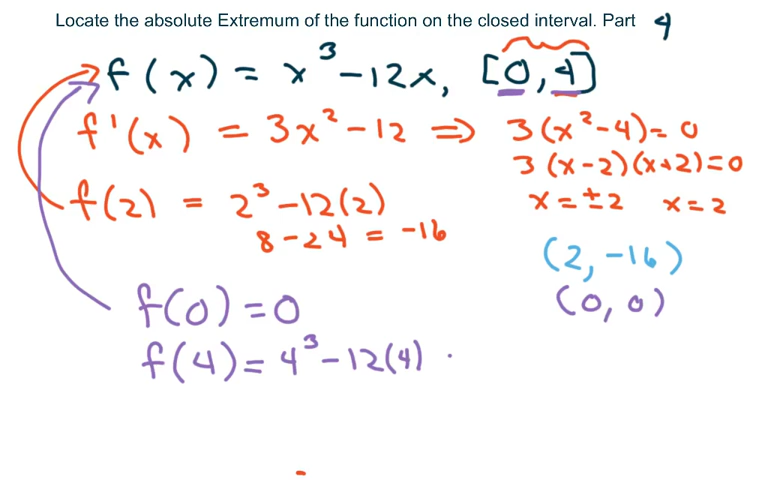 Locate the absolute Extremum of the function on the closed interval. Part 4
f(x) = x³ - 12x, [0, 4]
f'(x) = 3x² - 12 ⇒ 3(x² - 4) = 0
3(x - 2)(x + 2) = 0
f(2) = 2³ - 12(2) x = ±2 x = 2
8 - 24 = -16
(2, -16)
f(0) = 0 (0, 0)
f(4) = 4³ - 12(4)